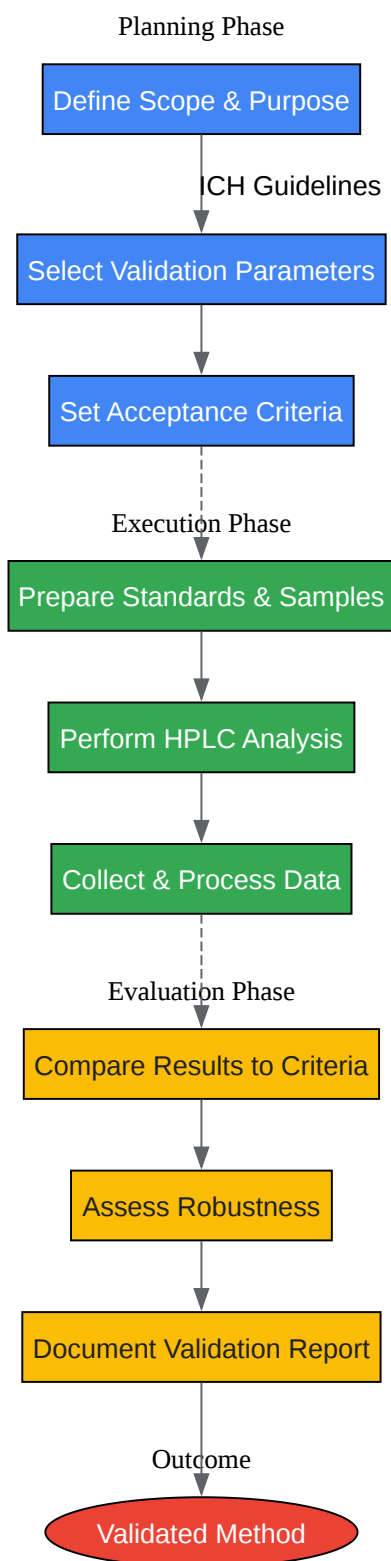 Planning Phase
Define Scope & Purpose
ICH Guidelines
Select Validation Parameters
Set Acceptance Criteria
Execution Phase
Prepare Standards & Samples
Perform HPLC Analysis
Collect & Process Data
Evaluation Phase
Compare Results to Criteria
Assess Robustness
Document Validation Report
Outcome
Validated Method